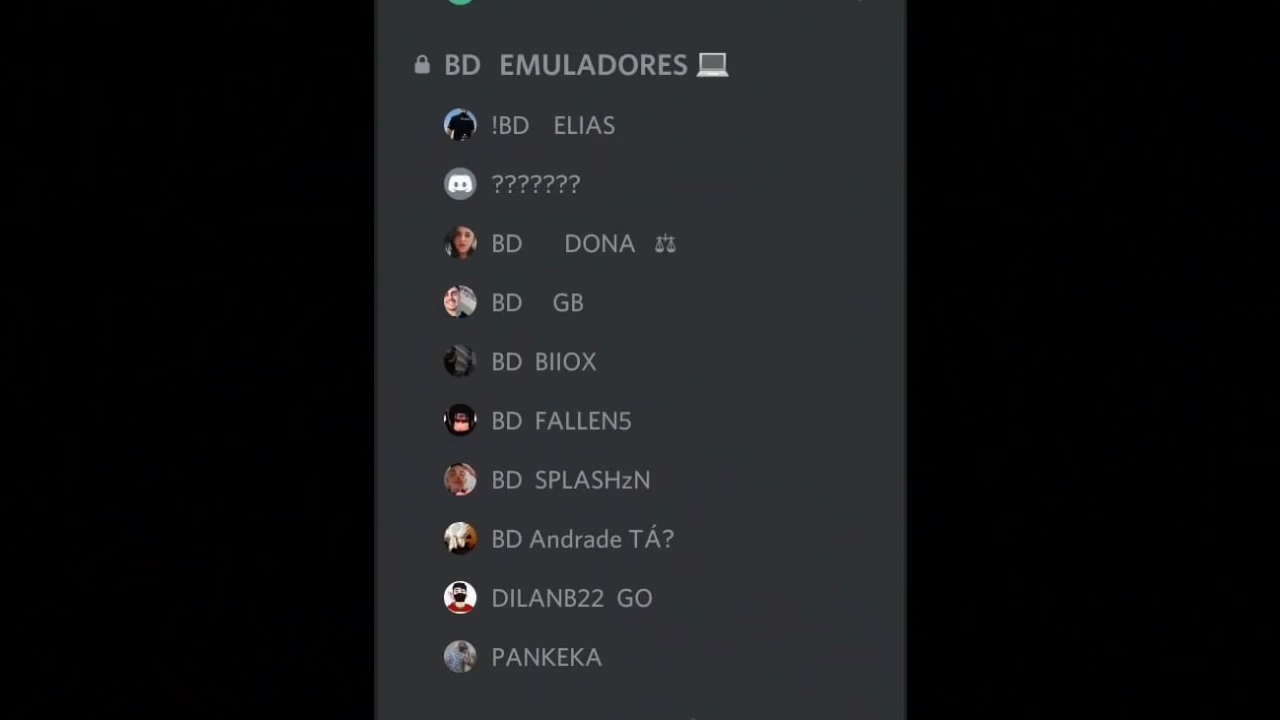 BD EMULADORES 💻
!BD ELIAS
???????
BD DONA ⚖
BD GB
BD BIIOX
BD FALLEN5
BD SPLASHzN
BD Andrade TÁ?
DILANB22 GO
PANKEKA